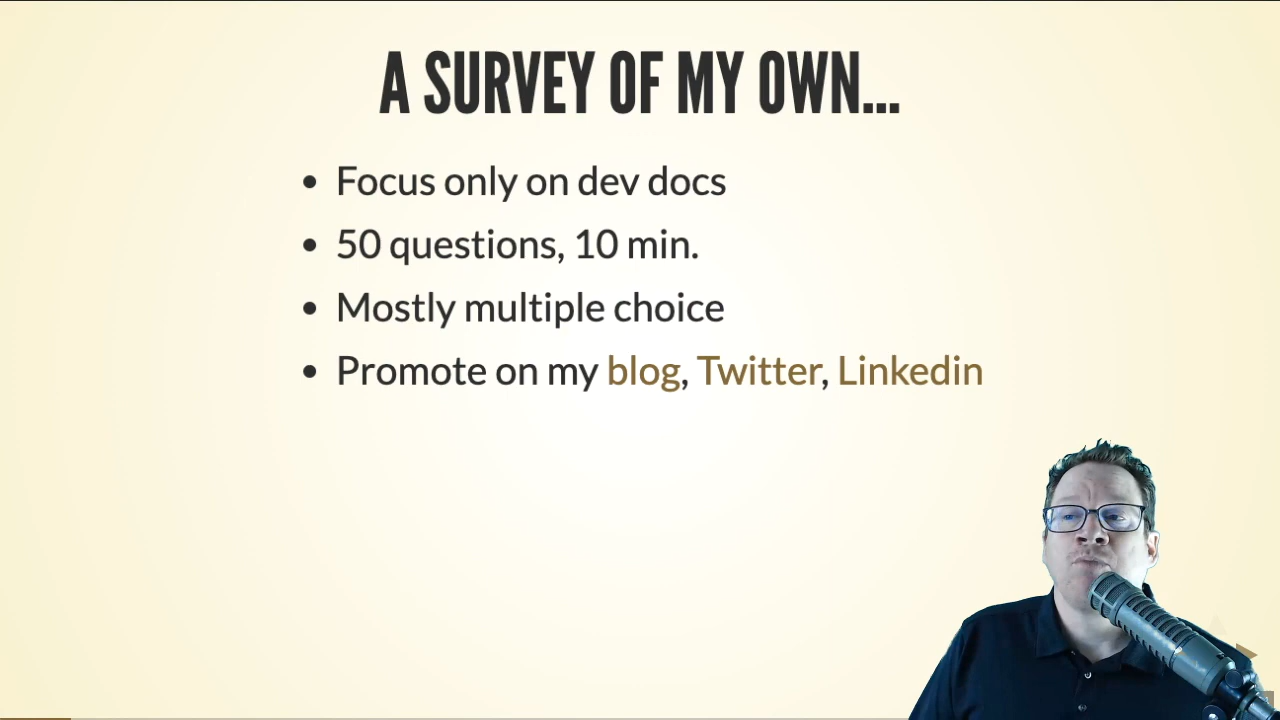 A SURVEY OF MY OWN...
Focus only on dev docs
50 questions, 10 min.
Mostly multiple choice
Promote on my blog, Twitter, Linkedin